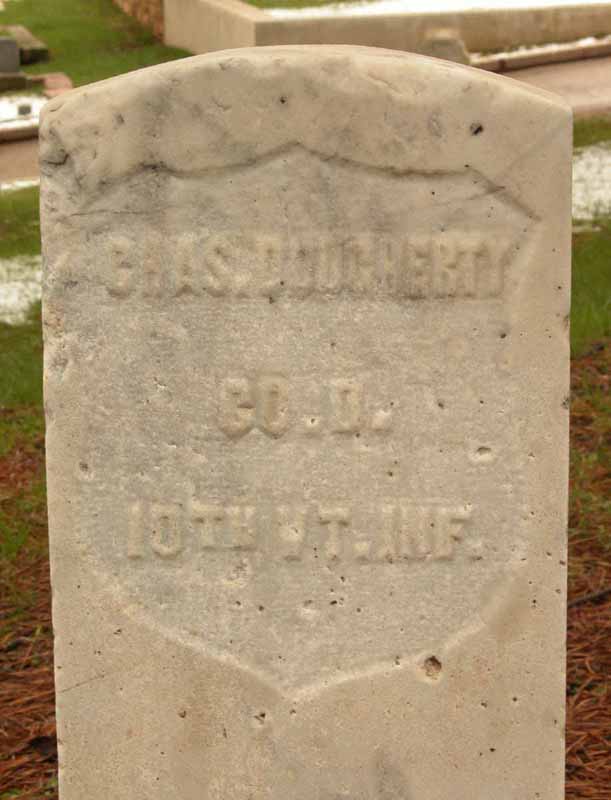 CHAS. DOUGHERTY
CO. D.
10TH VT. INF.